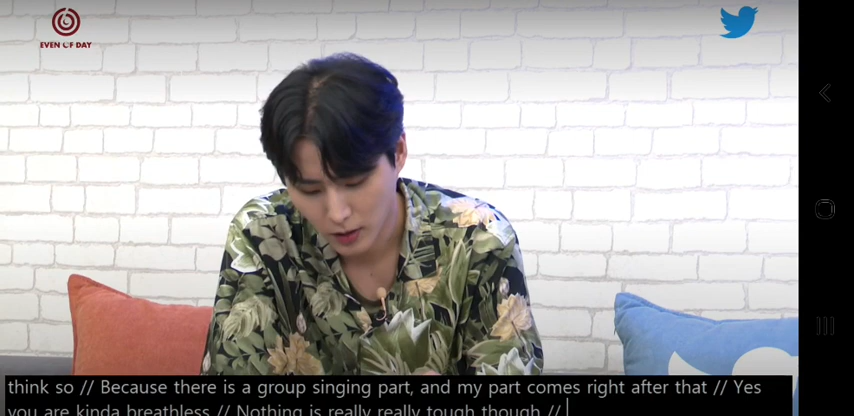 EVEN OF DAY
think so // Because there is a group singing part, and my part comes right after that // Yes
you are kinda breathless // Nothing is really really tough though //